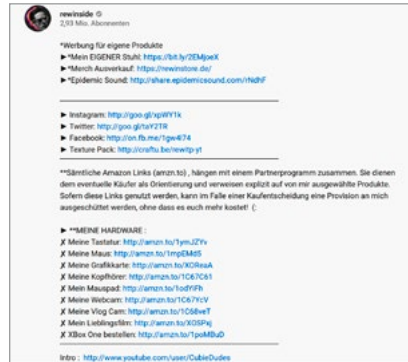 rewinside
2,93 Mio. Abonnenten
*Werbung für eigene Produkte
►*Mein EIGENER Stuhl: https://bit.ly/2EMjoeX
►*Merch Ausverkauf: https://rewinstore.de/
►*Epidemic Sound: http://share.epidemicsound.com/rNdhF
► Instagram: http://goo.gl/xpWY1k
► Twitter: http://goo.gl/taY2TR
► Facebook: http://on.fb.me/1gw4l74
► Texture Pack: http://craftu.be/rewitp-yt
**Sämtliche Amazon Links (amzn.to) , hängen mit einem Partnerprogramm zusammen. Sie dienen
dem eventuelle Käufer als Orientierung und verweisen explizit auf von mir ausgewählte Produkte.
Sofern diese Links genutzt werden, kann im Falle einer Kaufentscheidung eine Provision an mich
ausgeschüttet werden, ohne dass es euch mehr kostet! (:
► **MEINE HARDWARE :
✗ Meine Tastatur: http://amzn.to/1ymJZYv
✗ Meine Maus: http://amzn.to/1mpEMd5
✗ Meine Grafikkarte: http://amzn.to/XOReaA
✗ Meine Kopfhörer: http://amzn.to/1C67C61
✗ Mein Mauspad: http://amzn.to/1odYlFh
✗ Meine Webcam: http://amzn.to/1C67YcV
✗ Meine Vlog Cam: http://amzn.to/1C68veT
✗ Mein Lieblingsfilm: http://amzn.to/XOSPxj
✗ XBox One bestellen: http://amzn.to/1poMBuD
Intro : http://www.youtube.com/user/CubieDudes